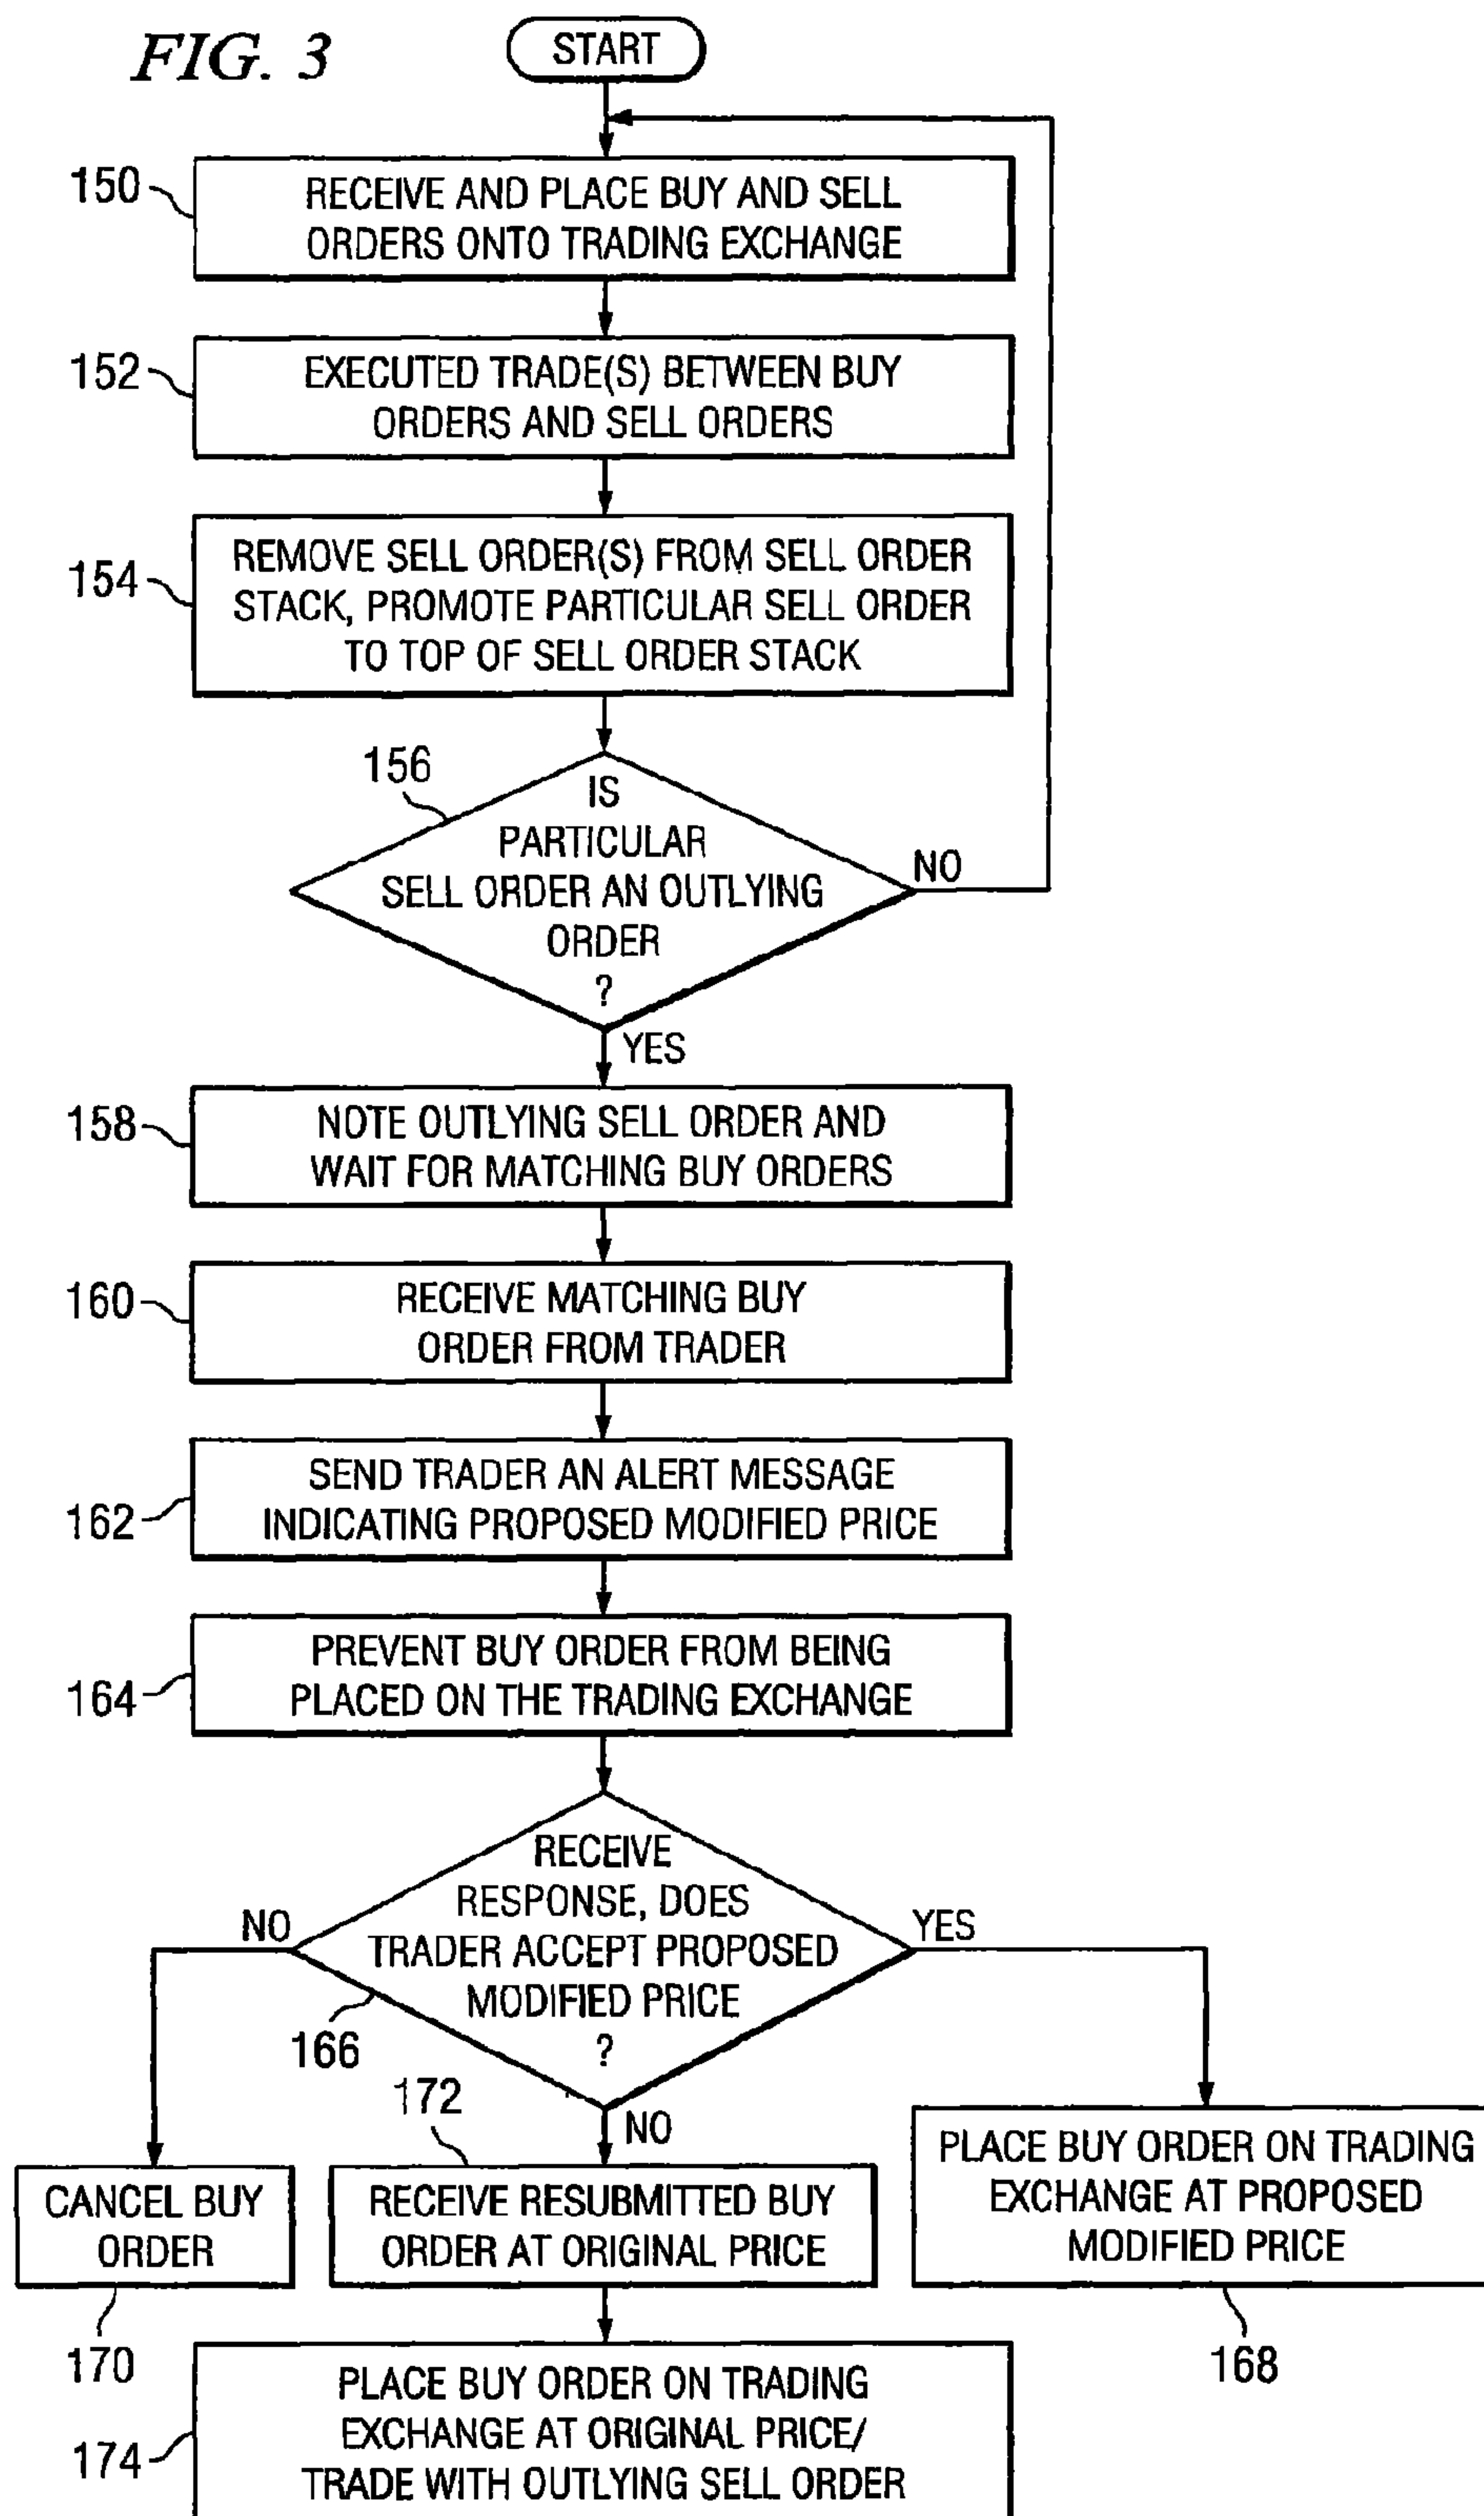 FIG. 3
START
150
RECEIVE AND PLACE BUY AND SELL
ORDERS ONTO TRADING EXCHANGE
152
EXECUTED TRADE(S) BETWEEN BUY
ORDERS AND SELL ORDERS
154
REMOVE SELL ORDER(S) FROM SELL ORDER
STACK, PROMOTE PARTICULAR SELL ORDER
TO TOP OF SELL ORDER STACK
156
IS
PARTICULAR
SELL ORDER AN OUTLYING
ORDER
?
NO
YES
158
NOTE OUTLYING SELL ORDER AND
WAIT FOR MATCHING BUY ORDERS
160
RECEIVE MATCHING BUY
ORDER FROM TRADER
162
SEND TRADER AN ALERT MESSAGE
INDICATING PROPOSED MODIFIED PRICE
164
PREVENT BUY ORDER FROM BEING
PLACED ON THE TRADING EXCHANGE
166
RECEIVE
RESPONSE, DOES
TRADER ACCEPT PROPOSED
MODIFIED PRICE
?
NO
YES
NO
CANCEL BUY
ORDER
170
172
RECEIVE RESUBMITTED BUY
ORDER AT ORIGINAL PRICE
PLACE BUY ORDER ON TRADING
EXCHANGE AT PROPOSED
MODIFIED PRICE
168
174
PLACE BUY ORDER ON TRADING
EXCHANGE AT ORIGINAL PRICE/
TRADE WITH OUTLYING SELL ORDER